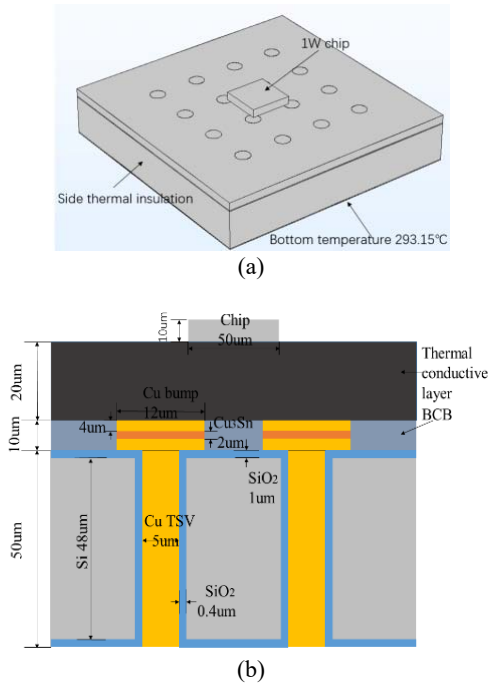 1W chip
Side thermal insulation
Bottom temperature 293.15℃
(a)
10um
Chip
50um
20um
Thermal
conductive
layer
BCB
Cu bump
12um
10um
4um
Cu3Sn
2um
SiO2
1um
50um
Si 48um
Cu TSV
5um
SiO2
0.4um
(b)